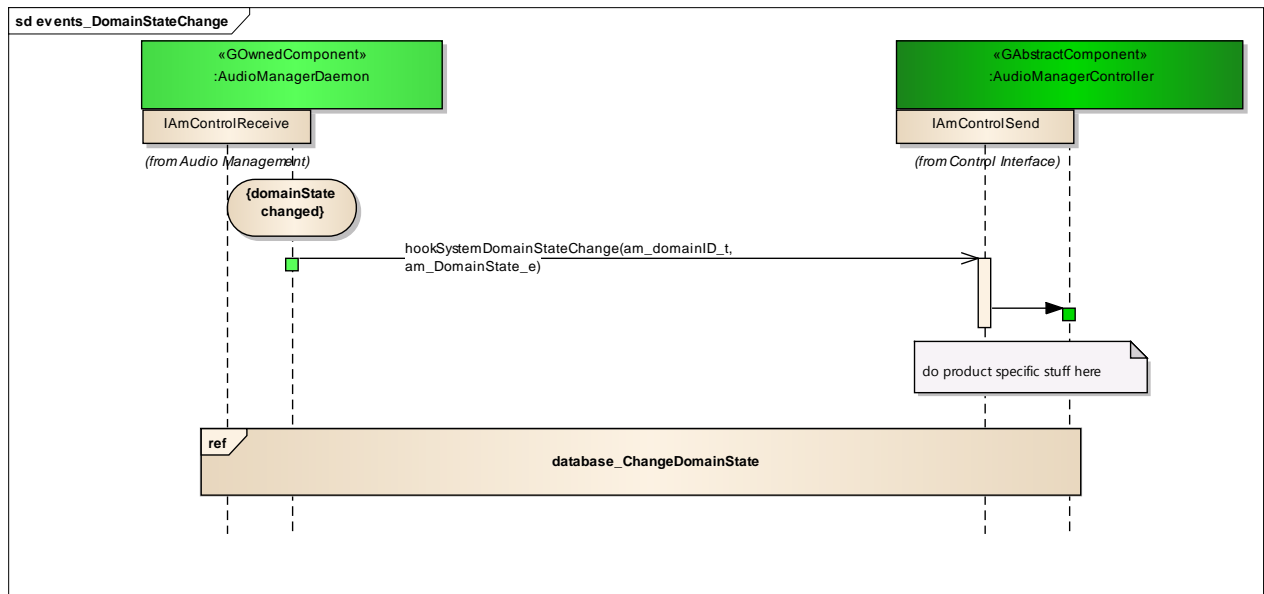 sd events_DomainStateChange
«GOwnedComponent»
:AudioManagerDaemon
«GAbstractComponent»
:AudioManagerController
IAmControlReceive
IAmControlSend
(from Audio Management)
(from Control Interface)
{domainState
changed}
hookSystemDomainStateChange(am_domainID_t,
am_DomainState_e)
do product specific stuff here
ref
database_ChangeDomainState